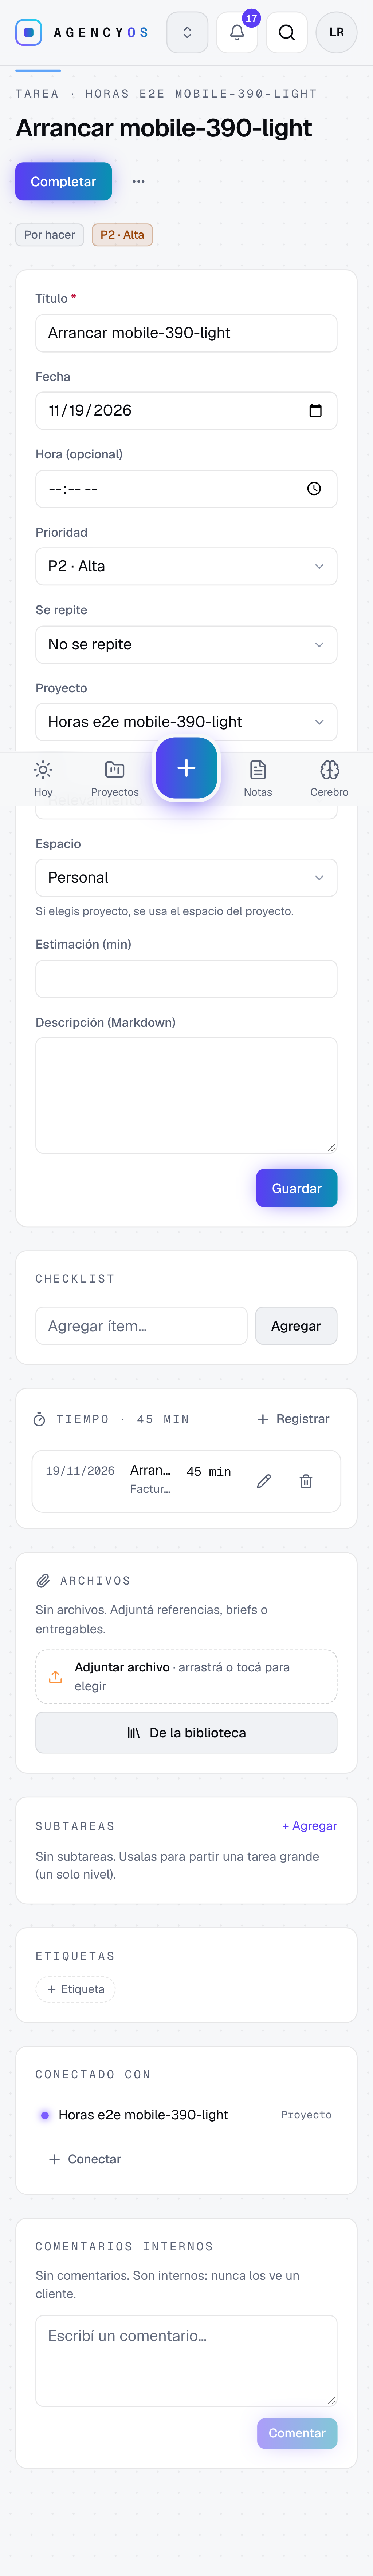 AGENCYOS
17
LR
TAREA · HORAS E2E MOBILE-390-LIGHT
Arrancar mobile-390-light
Completar
Por hacer
P2 · Alta
Título *
Arrancar mobile-390-light
Fecha
11/19/2026
Hora (opcional)
--:-- --
Prioridad
P2 · Alta
Se repite
No se repite
Proyecto
Horas e2e mobile-390-light
Hoy
Proyectos
Notas
Cerebro
Espacio
Personal
Si elegís proyecto, se usa el espacio del proyecto.
Estimación (min)
Descripción (Markdown)
Guardar
CHECKLIST
Agregar ítem...
Agregar
TIEMPO · 45 MIN
Registrar
19/11/2026
Arran...
45 min
Factur...
ARCHIVOS
Sin archivos. Adjuntá referencias, briefs o
entregables.
Adjuntar archivo · arrastrá o tocá para
elegir
De la biblioteca
SUBTAREAS
+ Agregar
Sin subtareas. Usalas para partir una tarea grande
(un solo nivel).
ETIQUETAS
+ Etiqueta
CONECTADO CON
Horas e2e mobile-390-light
Proyecto
+ Conectar
COMENTARIOS INTERNOS
Sin comentarios. Son internos: nunca los ve un
cliente.
Escribí un comentario...
Comentar